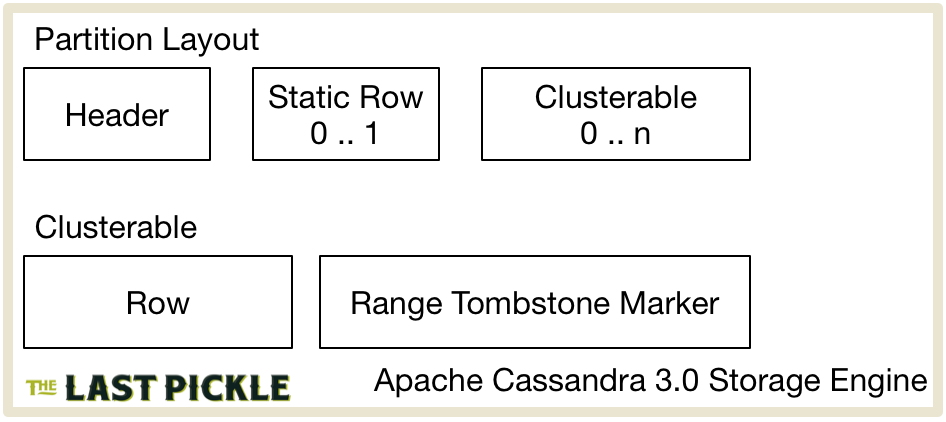 Partition Layout
Header
Static Row
0 .. 1
Clusterable
0 .. n
Clusterable
Row
Range Tombstone Marker
THE LAST PICKLE
Apache Cassandra 3.0 Storage Engine